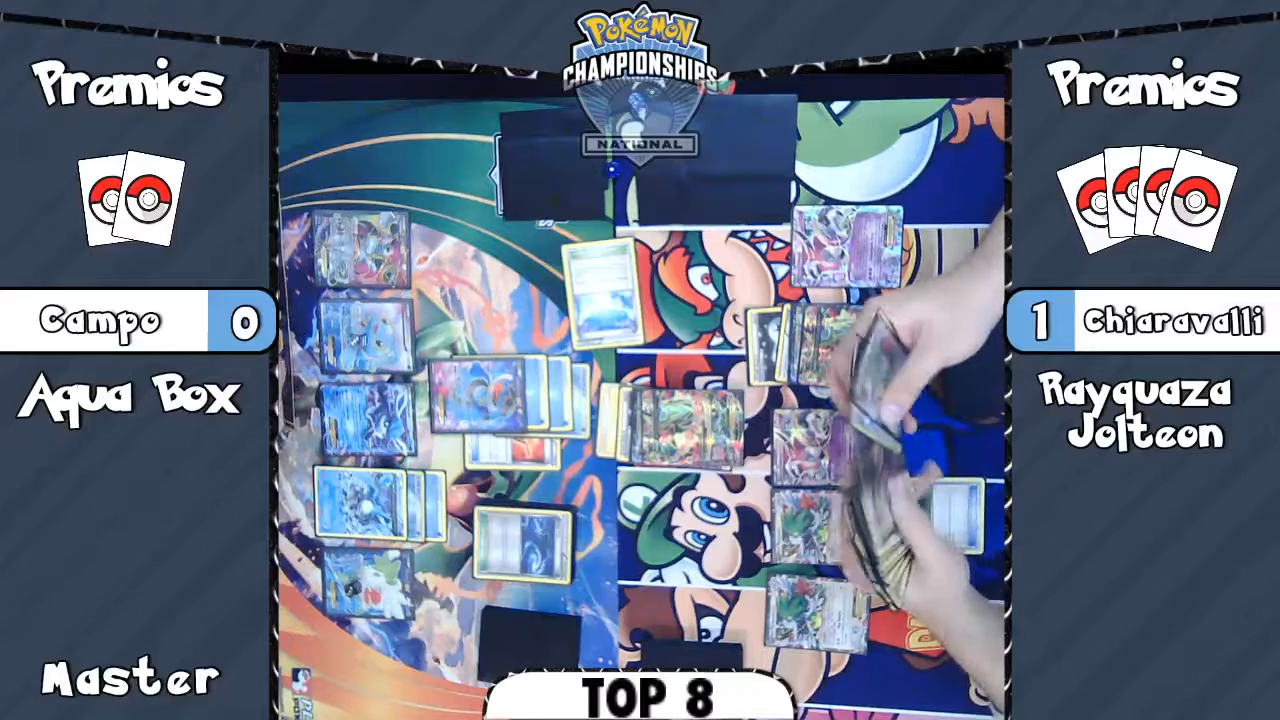 POKÉMON
CHAMPIONSHIPS
NATIONAL
Premios
Premios
Campo 0
1 Chiaravalli
Aqua Box
Rayquaza
Jolteon
Master
TOP 8